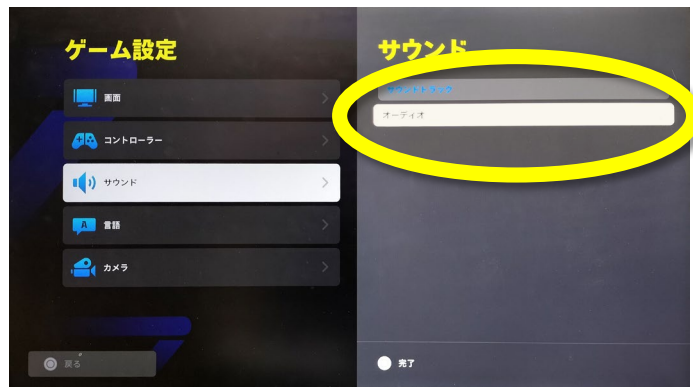 ゲーム設定
画面
コントローラー
サウンド
言語
カメラ
戻る
サウンド
サウンドトラック
オーディオ
完了